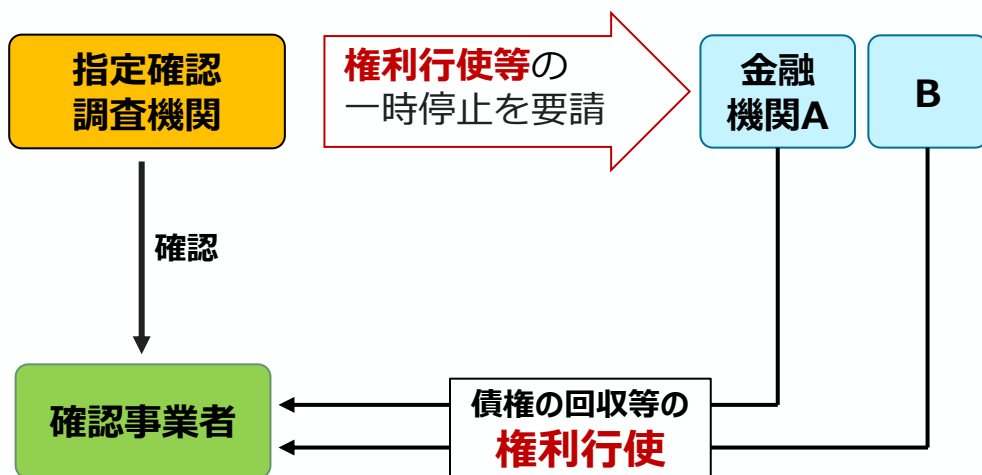 指定確認
調査機関
権利行使等の
一時停止を要請
金融
機関A
B
確認
確認事業者
債権の回収等の
権利行使